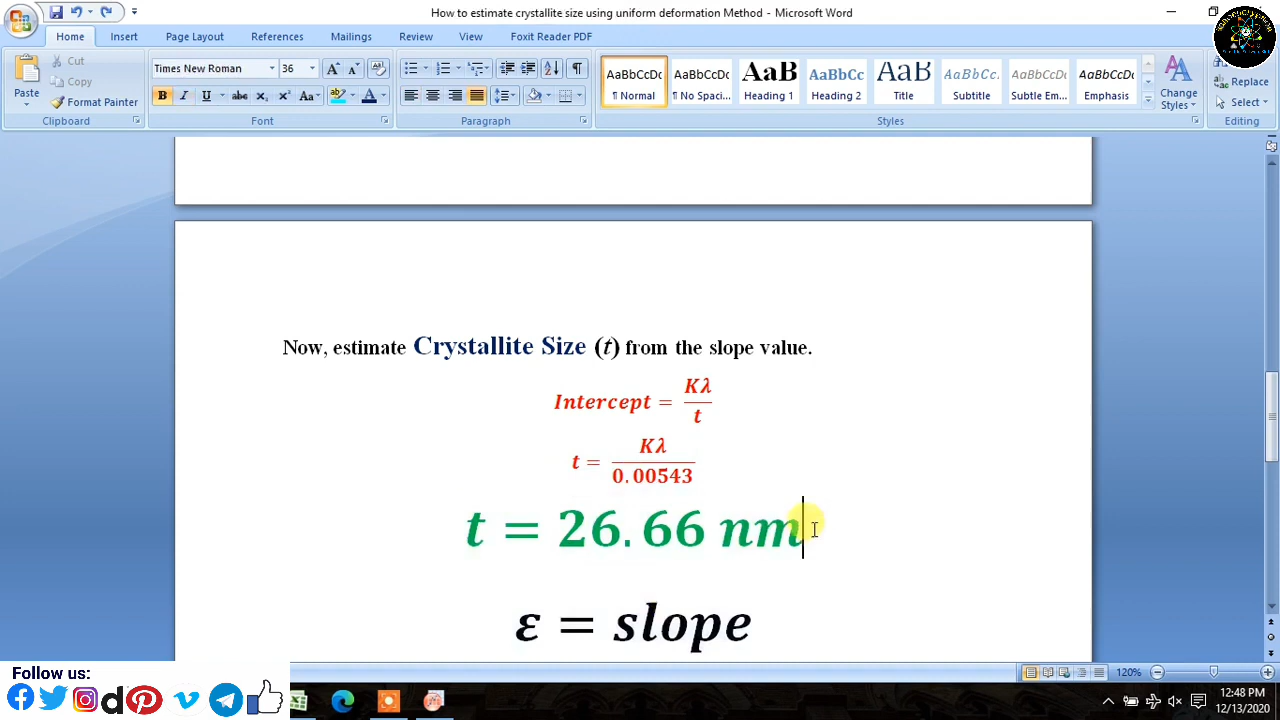 How to estimate crystallite size using uniform deformation Method - Microsoft Word
Home Insert Page Layout References Mailings Review View Foxit Reader PDF
Cut
Copy
Format Painter
Paste
Clipboard
Times New Roman 36
B I U abc x₂ x² Aa
Font
Paragraph
AaBbCcDc AaBbCcDc AaB AaBbCc AaB AaBbCc. AaBbCcDc AaBbCcDc
¶ Normal ¶ No Spaci... Heading 1 Heading 2 Title Subtitle Subtle Em... Emphasis
Change Styles
Styles
Replace
Select
Editing
Now, estimate Crystallite Size (t) from the slope value.
Intercept = Kλ / t
t = Kλ / 0.00543
t = 26.66 nm
ε = slope
Follow us:
120%
12:48 PM
12/13/2020